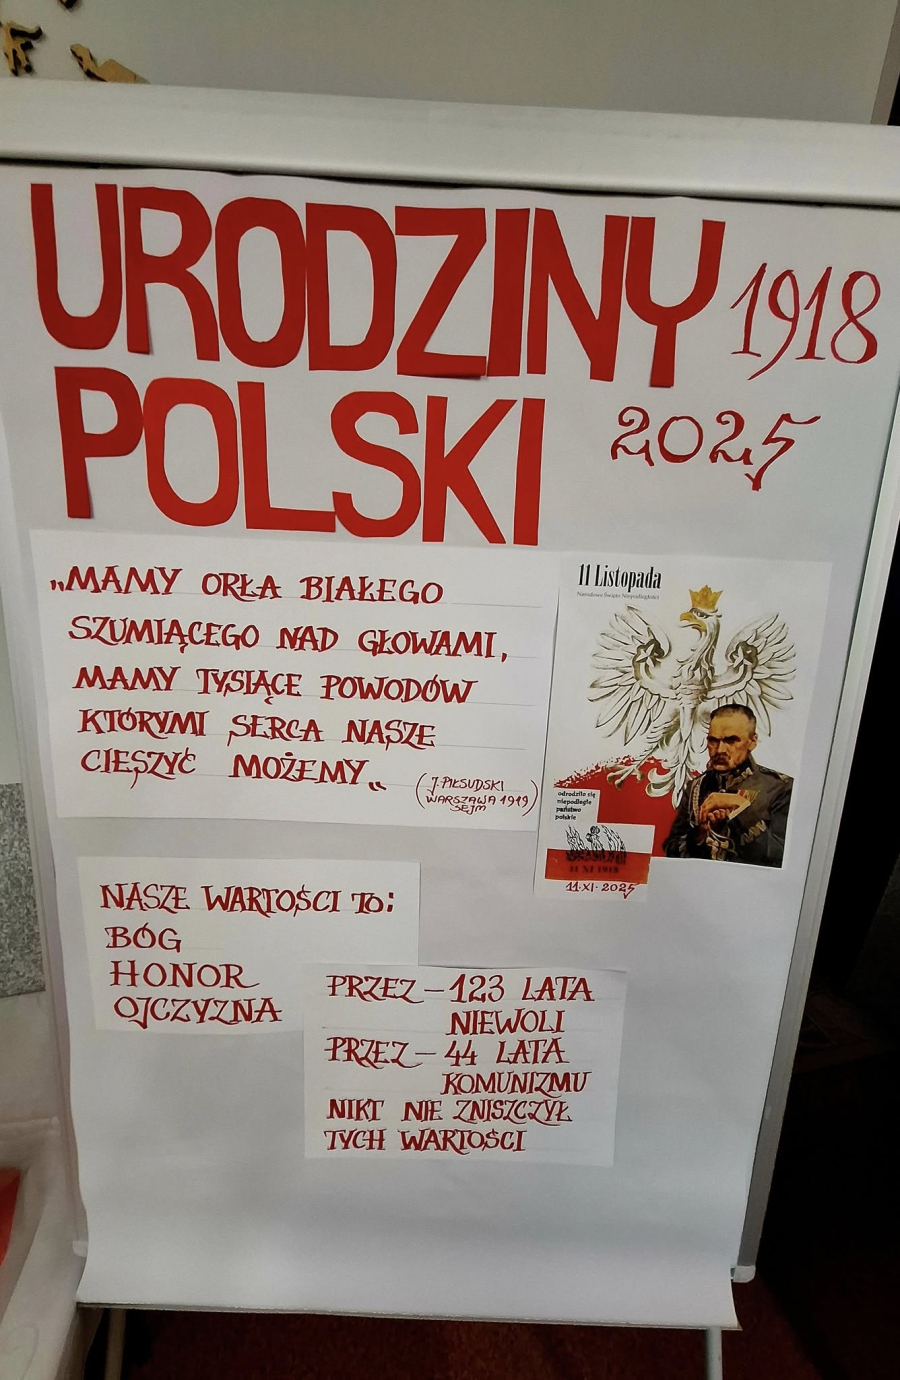 URODZINY 1918
POLSKI 2025
„MAMY ORŁA BIAŁEGO
SZUMIĄCEGO NAD GŁOWAMI,
MAMY TYSIĄCE POWODÓW
KTÓRYMI SERCA NASZE
CIESZYĆ MOŻEMY„
(J. PIŁSUDSKI
WARSZAWA 1919)
SEJM
11 Listopada
Narodowe Święto Niepodległości
odrodziło się
niepodległe
państwo
polskie
11 XI 1918
11·XI·2025
NASZE WARTOŚCI TO:
BÓG
HONOR
OJCZYZNA
PRZEZ – 123 LATA
NIEWOLI
PRZEZ – 44 LATA
KOMUNIZMU
NIKT NIE ZNISZCZYŁ
TYCH WARTOŚCI